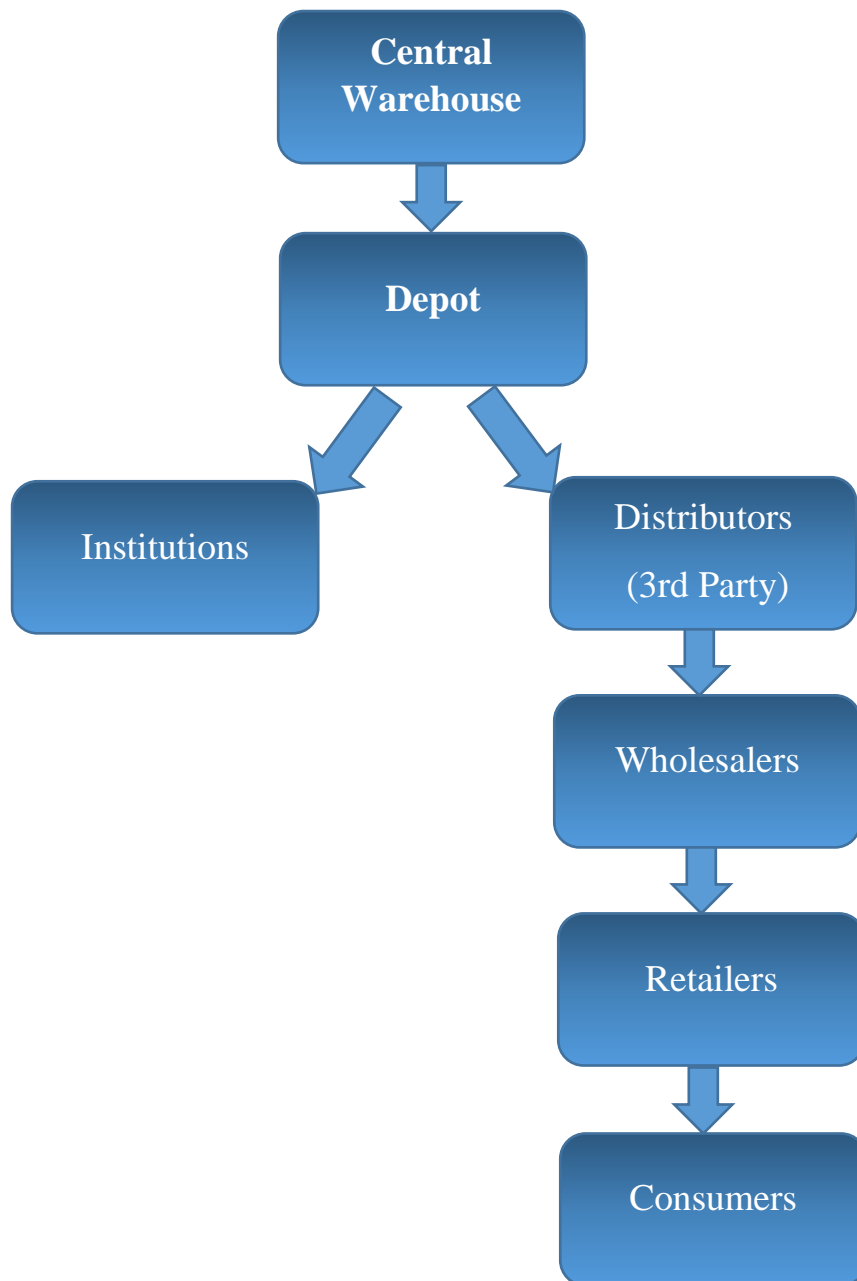 Central
Warehouse
Depot
Institutions
Distributors
(3rd Party)
Wholesalers
Retailers
Consumers